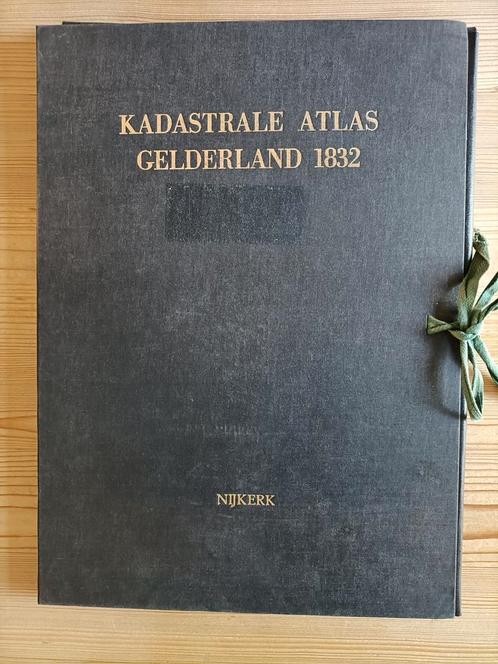 KADASTRALE ATLAS
GELDERLAND 1832
NIJKERK